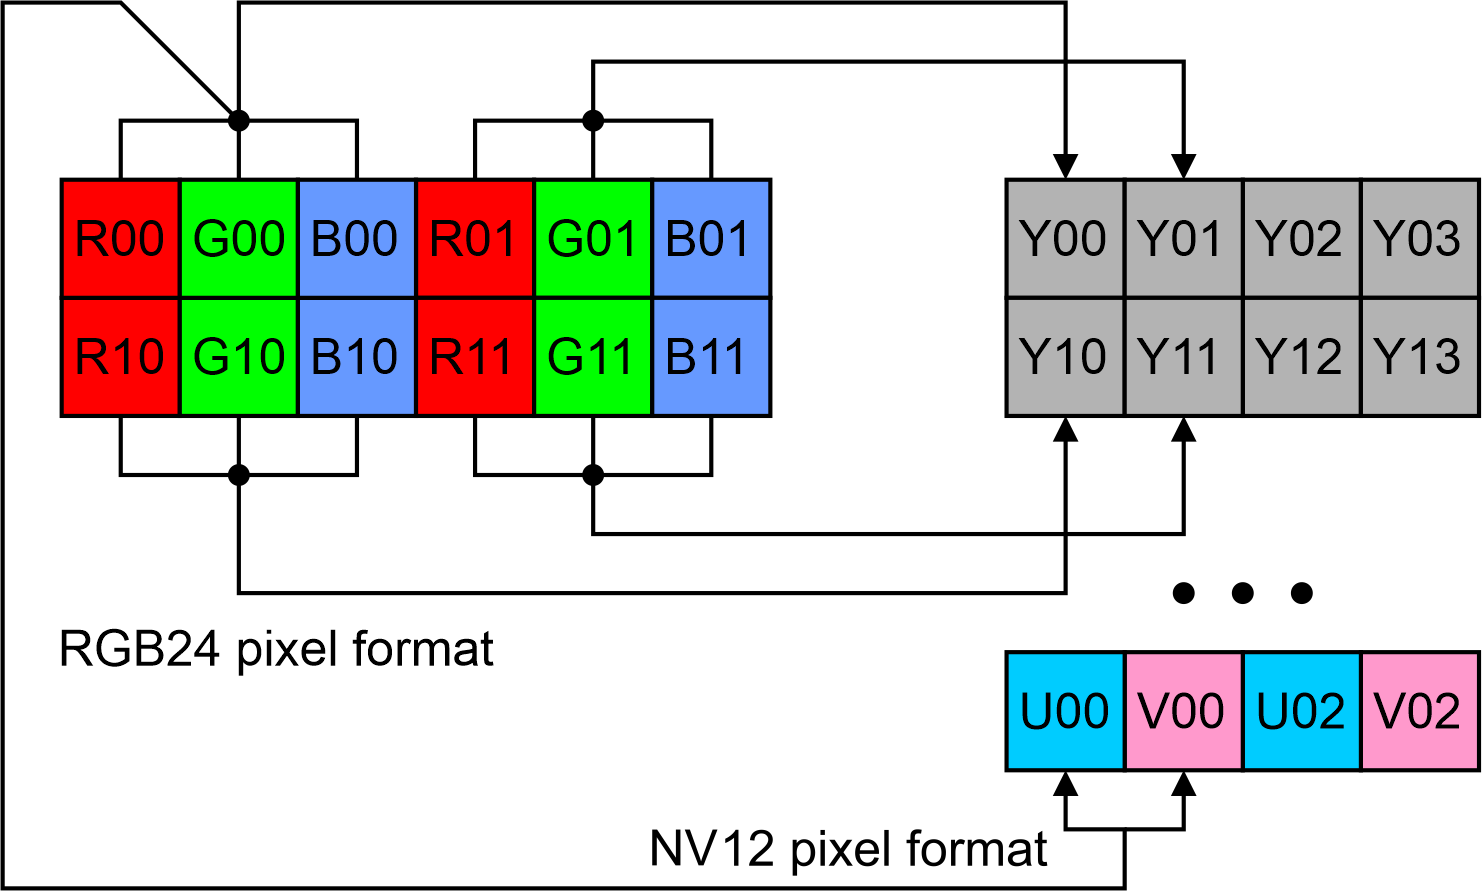 R00 G00 B00 R01 G01 B01 Y00 Y01 Y02 Y03
R10 G10 B10 R11 G11 B11 Y10 Y11 Y12 Y13
RGB24 pixel format
U00 V00 U02 V02
NV12 pixel format